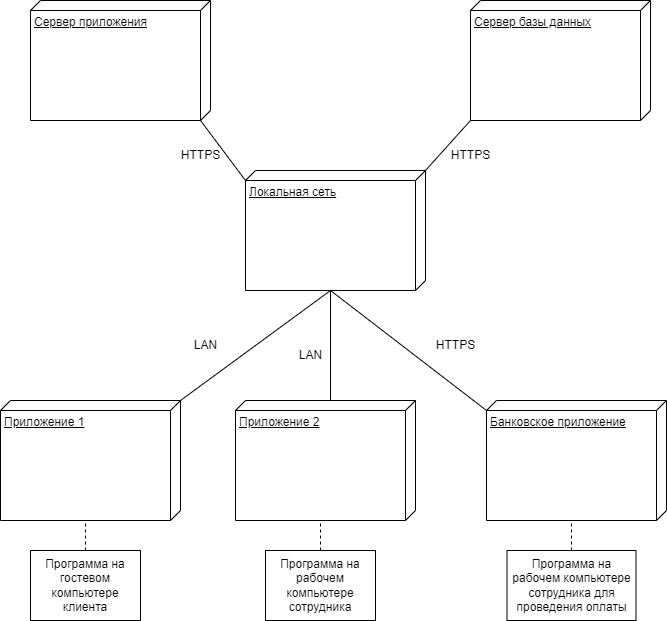 Сервер приложения
Сервер базы данных
HTTPS
HTTPS
Локальная сеть
LAN
LAN
HTTPS
Приложение 1
Приложение 2
Банковское приложение
Программа на
гостевом
компьютере
клиента
Программа на
рабочем
компьютере
сотрудника
Программа на
рабочем компьютере
сотрудника для
проведения оплаты